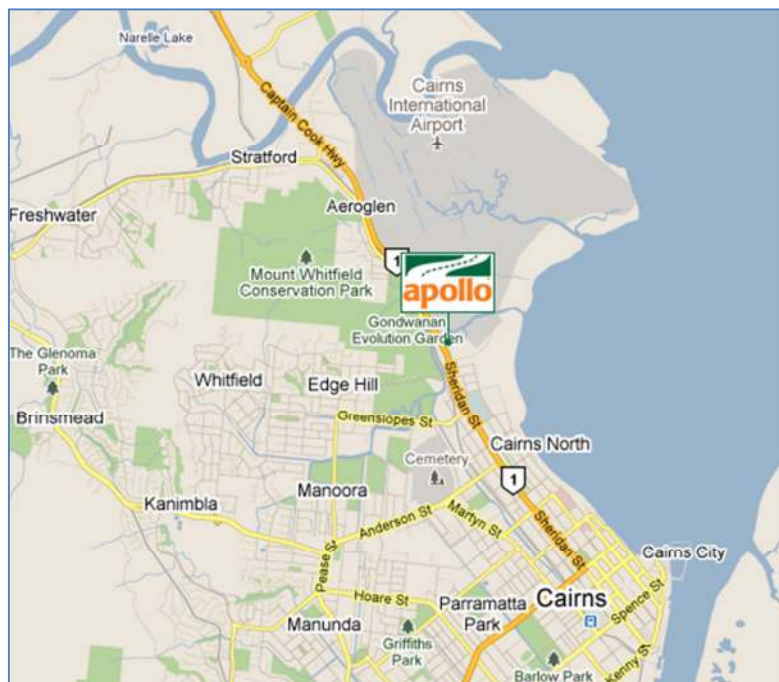 Narelle Lake
Captain Cook Hwy
Cairns
International
Airport
Stratford
Freshwater
Aeroglen
1
Mount Whitfield
Conservation Park
apollo
Gondwanan
Evolution Garden
The Glenoma
Park
Whitfield
Edge Hill
Sheridan St
Brinsmead
Greenslopes St
Cairns North
Cemetery
1
Manoora
Kanimbla
Anderson St
Martyn St
Sheridan St
Pease St
Cairns City
Hoare St
Parramatta
Park
Cairns
Spence St
Manunda
Griffiths
Park
Kenny St
Barlow Park